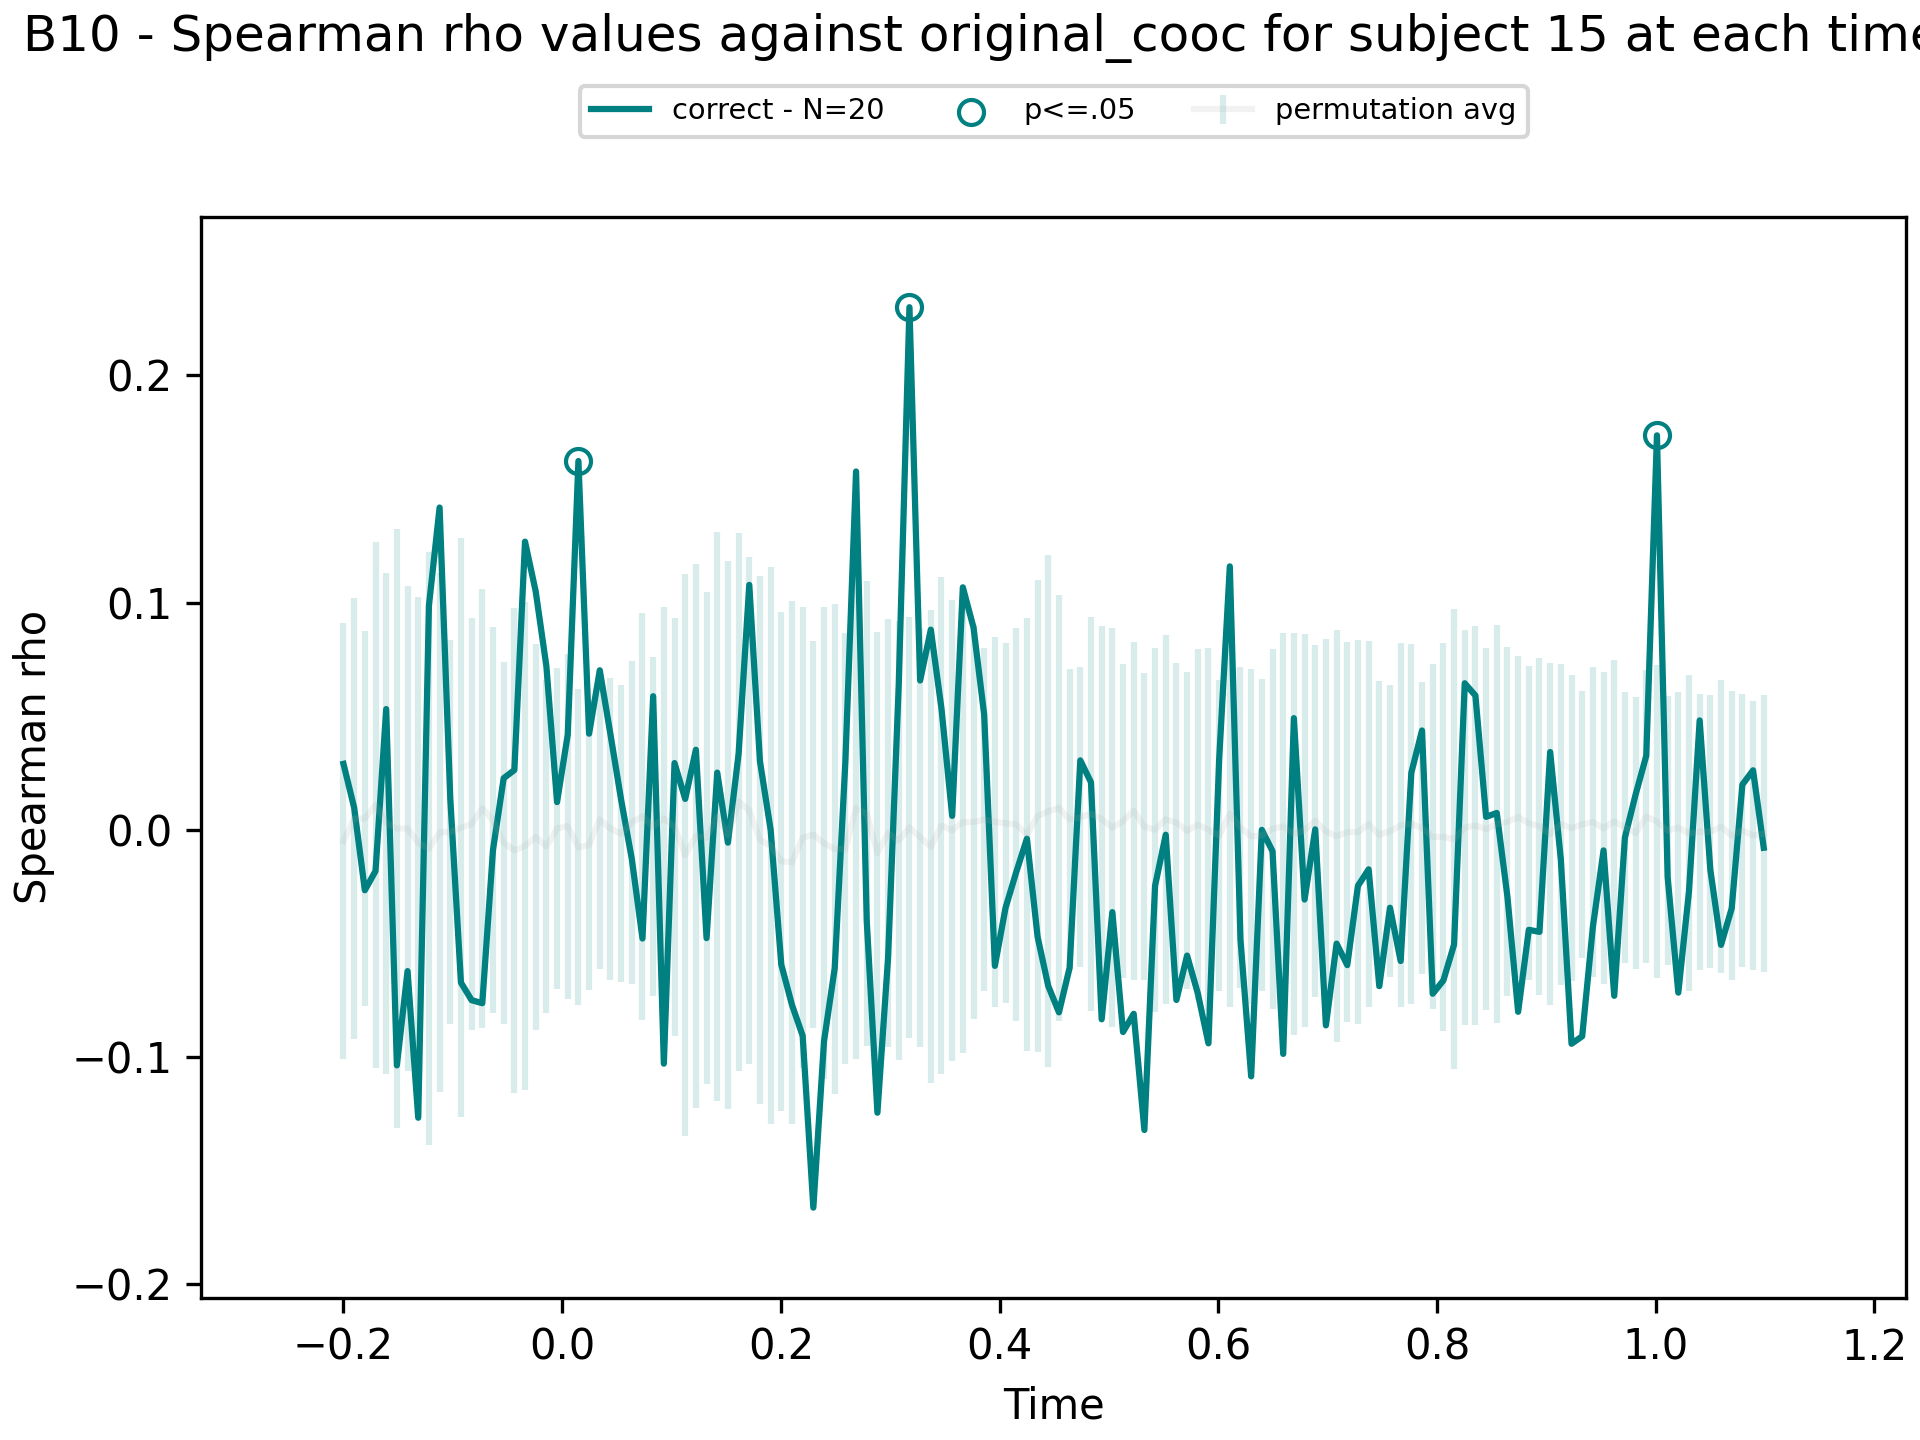 B10 - Spearman rho values against original_cooc for subject 15 at each time
correct - N=20
p<=.05
permutation avg
Spearman rho
0.2
0.1
0.0
−0.1
−0.2
−0.2
0.0
0.2
0.4
0.6
0.8
1.0
1.2
Time